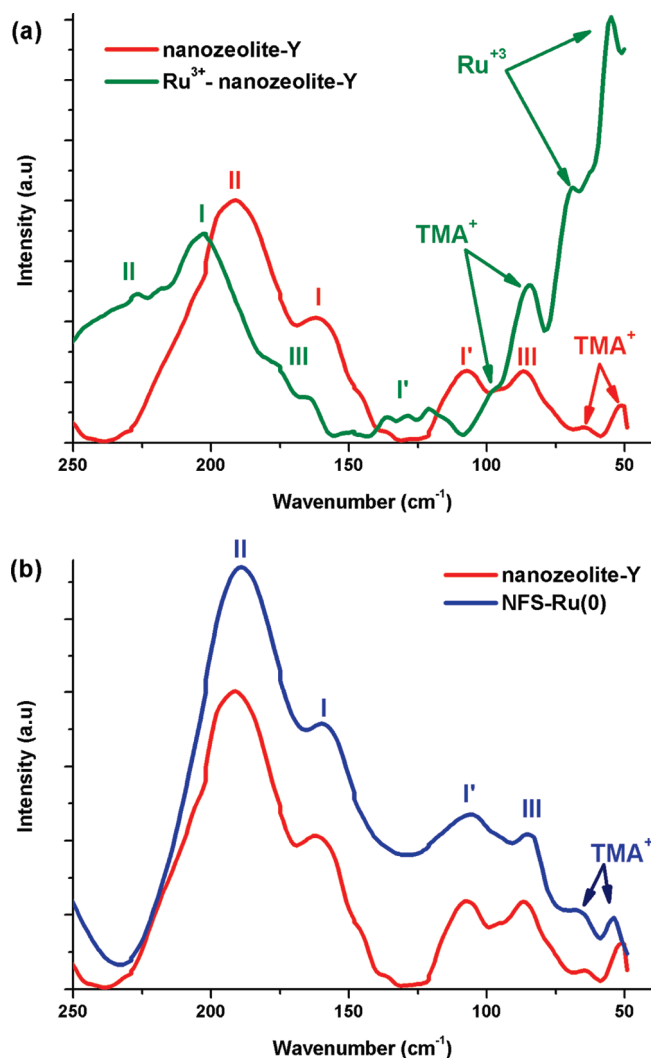 (a)
nanozeolite-Y
Ru³⁺- nanozeolite-Y
Ru⁺³
II
I
II
I
TMA⁺
III
I'
I'
III
TMA⁺
Intensity (a.u)
250 200 150 100 50
Wavenumber (cm⁻¹)
(b)
nanozeolite-Y
NFS-Ru(0)
II
I
I'
III
TMA⁺
Intensity (a.u)
250 200 150 100 50
Wavenumber (cm⁻¹)